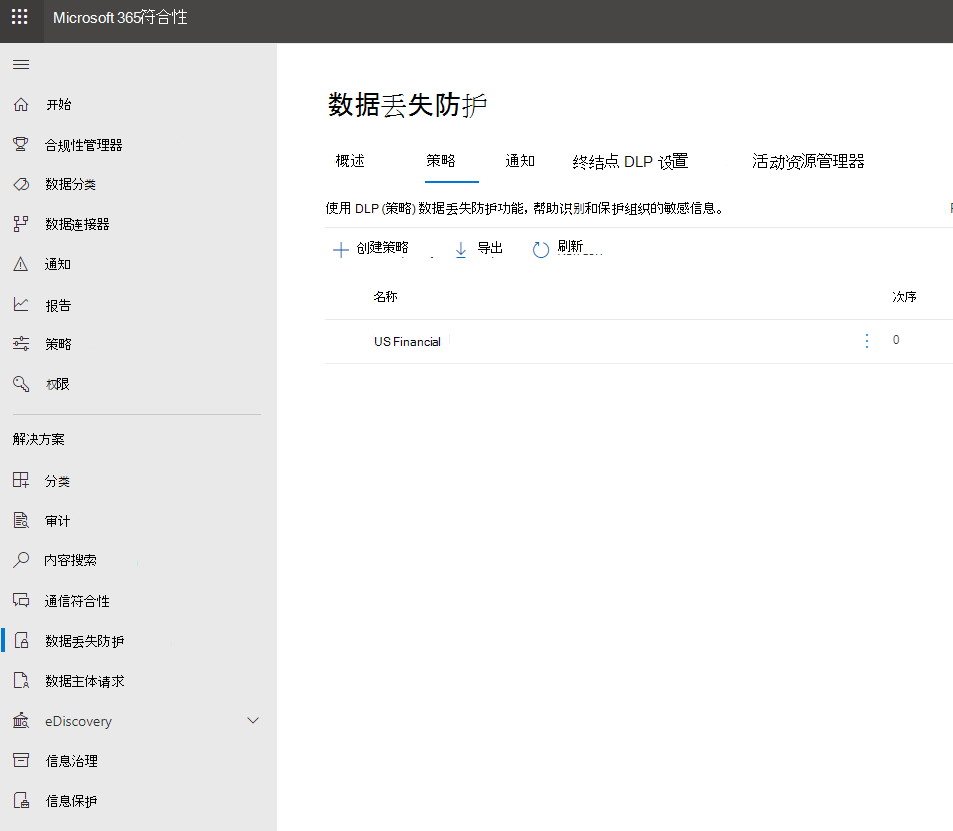 Microsoft 365符合性
开始
合规性管理器
数据分类
数据连接器
通知
报告
策略
权限
解决方案
分类
审计
内容搜索
通信符合性
数据丢失防护
数据主体请求
eDiscovery
信息治理
信息保护
数据丢失防护
概述 策略 通知 终结点 DLP 设置 活动资源管理器
使用 DLP (策略) 数据丢失防护功能，帮助识别和保护组织的敏感信息。
创建策略 导出 刷新
名称 次序
US Financial 0